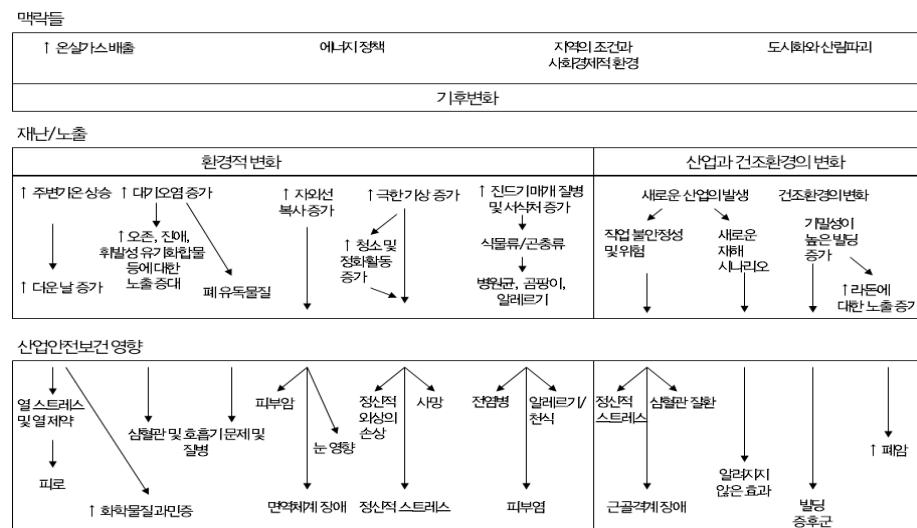 맥락들
↑ 온실가스 배출
에너지 정책
지역의 조건과
사회경제적 환경
도시화와 산림파괴
기후변화
재난/노출
환경적 변화
산업과 건조환경의 변화
↑ 주변기온 상승
↑ 더운 날 증가
↑ 대기오염 증가
↑ 오존, 진애,
휘발성 유기화합물
등에 대한
노출 증대
폐 유독물질
↑ 자외선
복사 증가
↑ 극한 기상 증가
↑ 청소 및
정화활동
증가
↑ 진드기 매개 질병
및 서식처 증가
식물류/곤충류
병원균, 곰팡이,
알레르기
새로운 산업의 발생
직업 불안정성
및 위험
새로운
재해
시나리오
건조환경의 변화
기밀성이
높은 빌딩
증가
↑ 라돈에
대한 노출 증가
산업안전보건 영향
열 스트레스
및 열 제약
피로
↑ 화학물질 과민증
심혈관 및 호흡기 문제 및
질병
피부암
눈 영향
면역체계 장애
정신적
외상의
손상
사망
정신적 스트레스
전염병
알레르기/
천식
피부염
정신적
스트레스
심혈관 질환
근골격계 장애
알려지지
않은 효과
빌딩
증후군
↑ 폐암